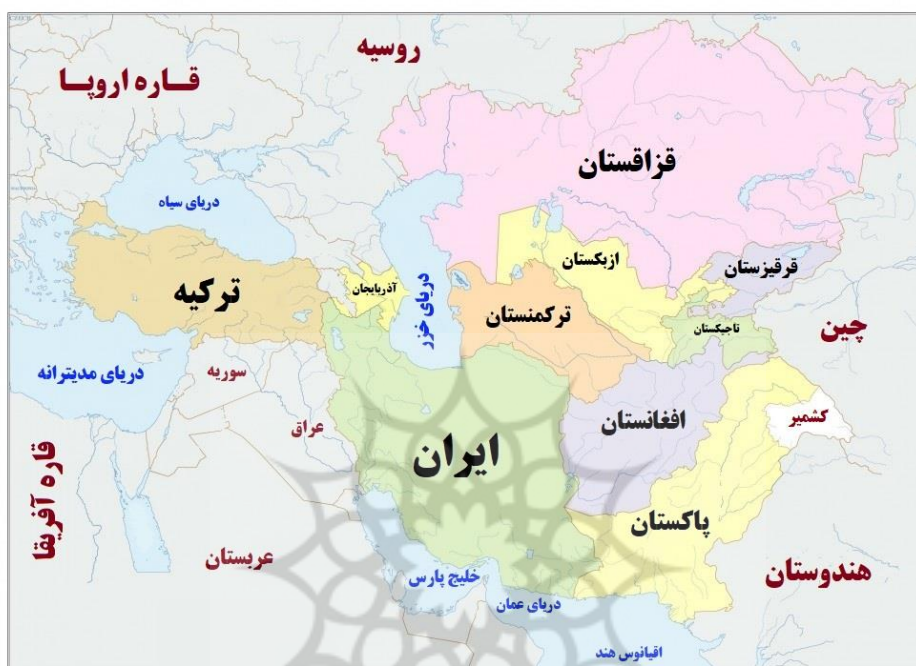 روسیه
قـاره اروپـا
قزاقستان
دریای سیاه
ازبکستان
قرقیزستان
ترکیه
آذربایجان
دریای خزر
ترکمنستان
تاجیکستان
چین
دریای مدیترانه
سوریه
افغانستان
کشمیر
عراق
ایران
قاره آفریقا
پاکستان
عربستان
خلیج پارس
هندوستان
دریای عمان
اقیانوس هند